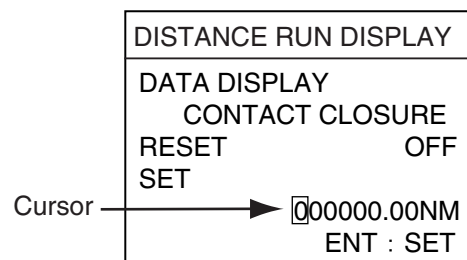 DISTANCE RUN DISPLAY
DATA DISPLAY
CONTACT CLOSURE
RESET OFF
SET
Cursor 000000.00NM
ENT : SET